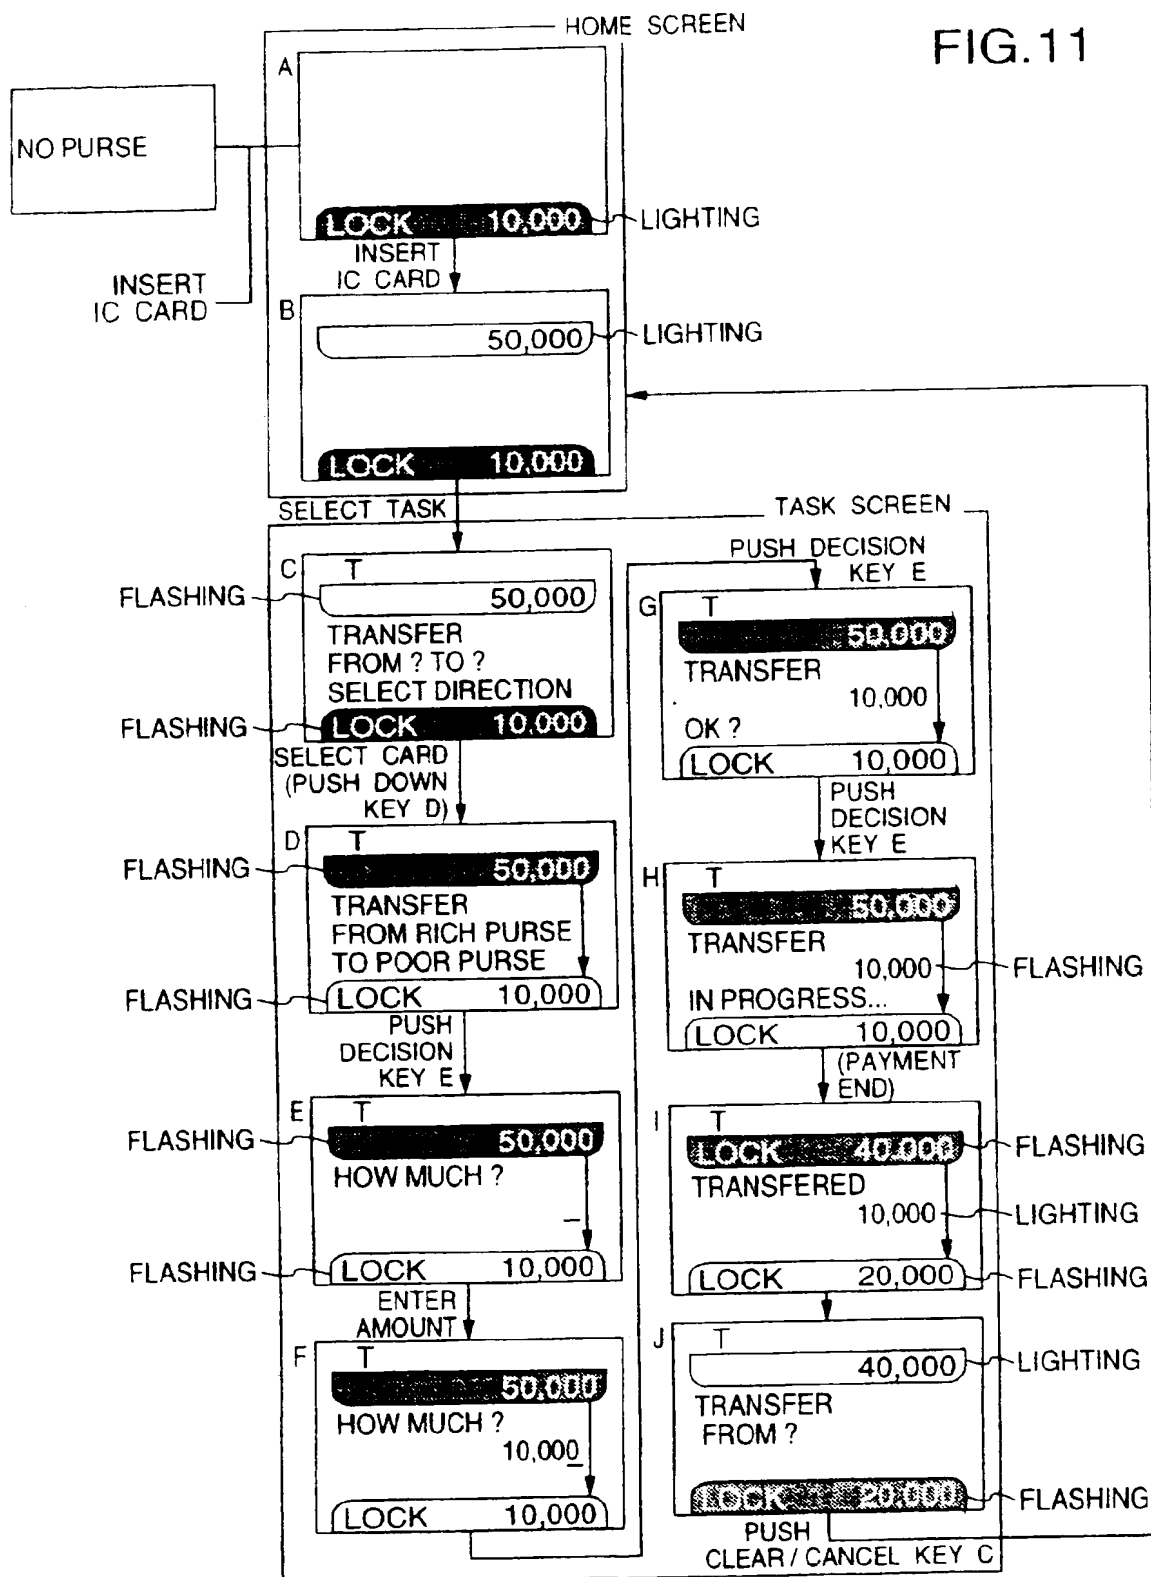 FIG.11
HOME SCREEN
NO PURSE
INSERT
IC CARD
A
LOCK 10,000
LIGHTING
INSERT
IC CARD
B
50,000
LIGHTING
LOCK 10,000
SELECT TASK
TASK SCREEN
C
T
FLASHING
50,000
TRANSFER
FROM ? TO ?
SELECT DIRECTION
FLASHING
LOCK 10,000
SELECT CARD
(PUSH DOWN
KEY D)
D
T
FLASHING
50,000
TRANSFER
FROM RICH PURSE
TO POOR PURSE
FLASHING
LOCK 10,000
PUSH
DECISION
KEY E
E
T
FLASHING
50,000
HOW MUCH ?
_
FLASHING
LOCK 10,000
ENTER
AMOUNT
F
T
50,000
HOW MUCH ?
10,000
LOCK 10,000
PUSH DECISION
KEY E
G
T
50,000
TRANSFER
10,000
OK ?
LOCK 10,000
PUSH
DECISION
KEY E
H
T
50,000
TRANSFER
10,000
FLASHING
IN PROGRESS...
LOCK 10,000
(PAYMENT
END)
I
T
LOCK 40.000
FLASHING
TRANSFERED
10,000
LIGHTING
LOCK 20,000
FLASHING
J
T
40,000
LIGHTING
TRANSFER
FROM ?
LOCK 20.000
FLASHING
PUSH
CLEAR / CANCEL KEY C